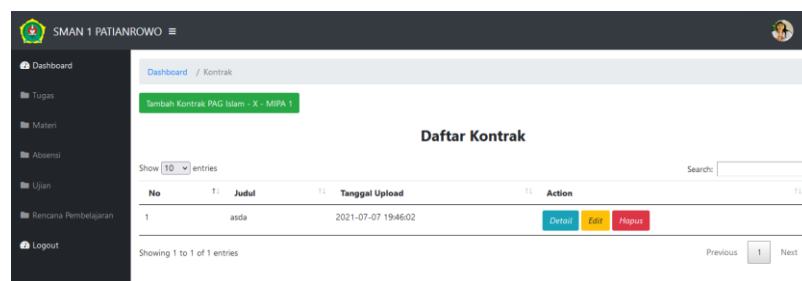 SMAN 1 PATIANROWO
Dashboard
Tugas
Materi
Absensi
Ujian
Rencana Pembelajaran
Logout
Dashboard / Kontrak
Tambah Kontrak PAG Islam - X - MIPA 1
Daftar Kontrak
Show 10 entries
Search:
No Judul Tanggal Upload Action
1 asda 2021-07-07 19:46:02 Detail Edit Hapus
Showing 1 to 1 of 1 entries
Previous 1 Next